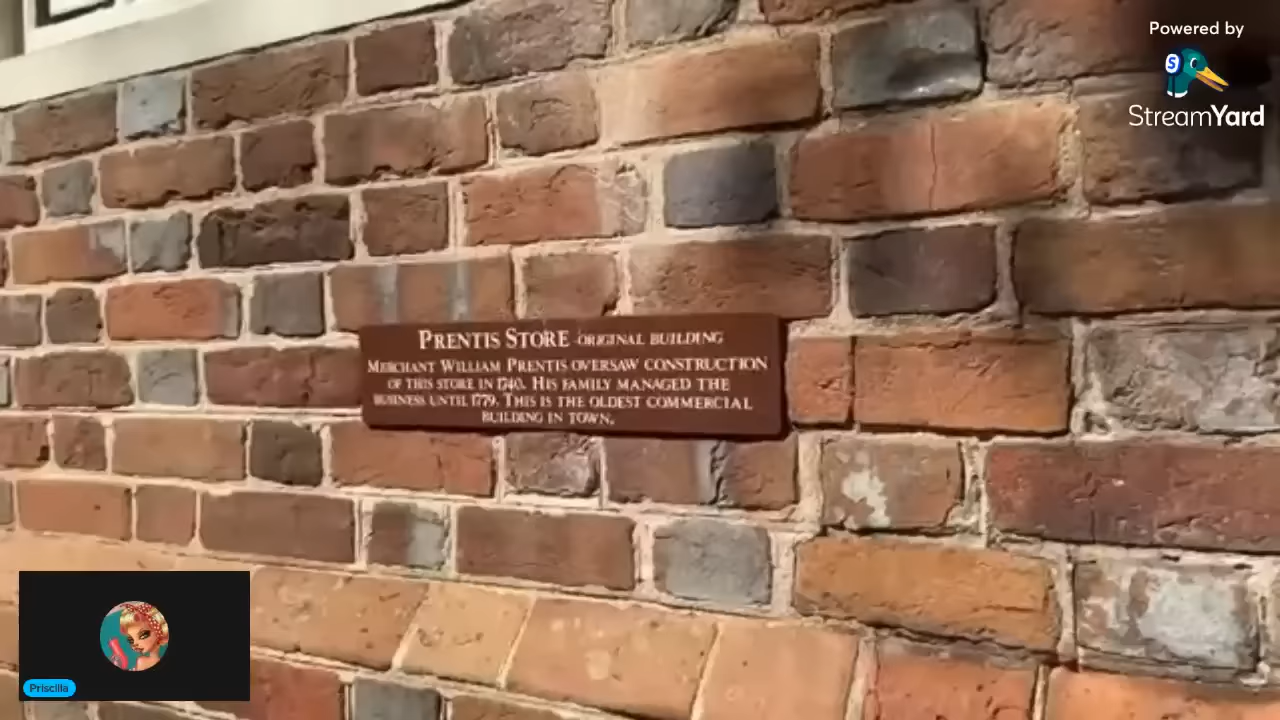 Powered by
StreamYard
PRENTIS STORE ORIGINAL BUILDING
MERCHANT WILLIAM PRENTIS OVERSAW CONSTRUCTION
OF THIS STORE IN 1740. HIS FAMILY MANAGED THE
BUSINESS UNTIL 1779. THIS IS THE OLDEST COMMERCIAL
BUILDING IN TOWN.
Priscilla